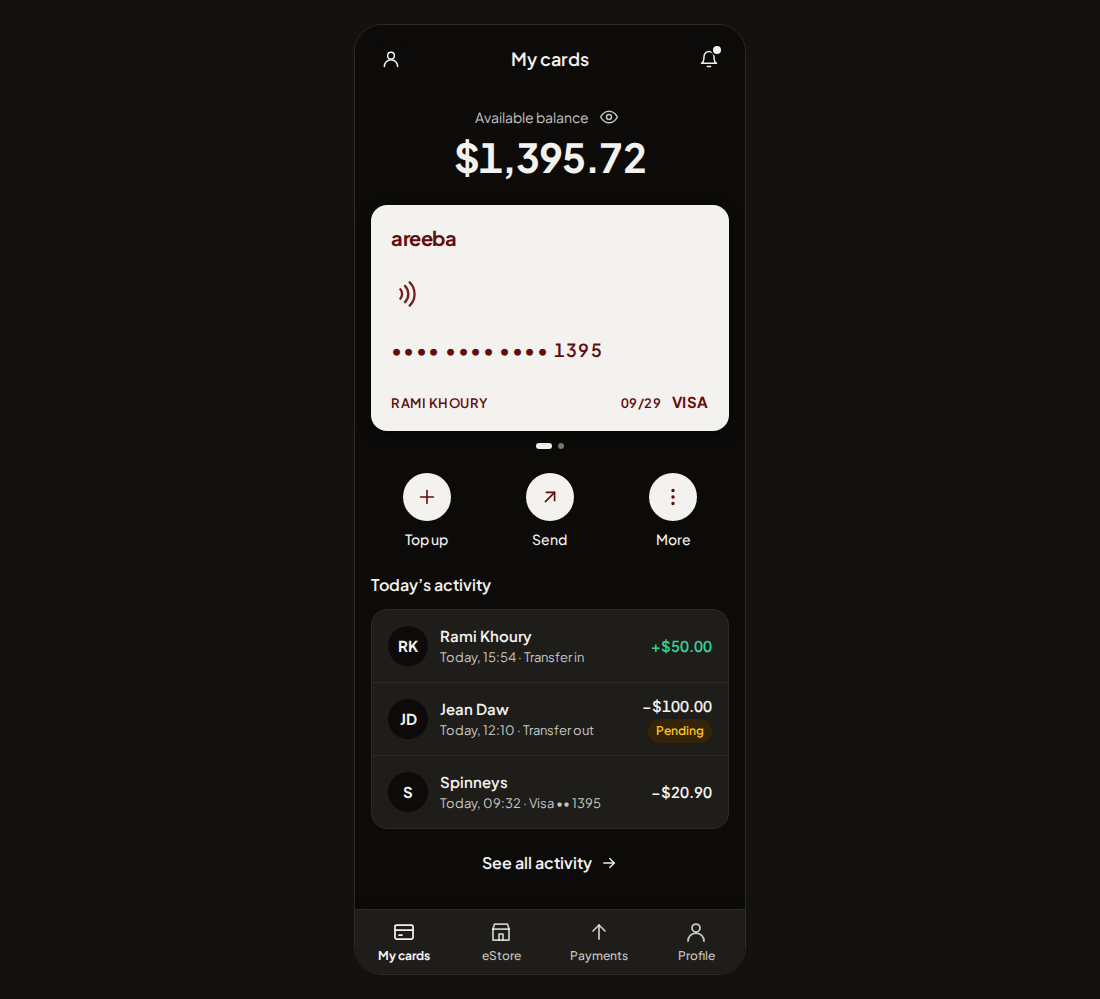 My cards
Available balance
$1,395.72
areeba
•••• •••• •••• 1395
RAMI KHOURY 09/29 VISA
Top up Send More
Today’s activity
RK Rami Khoury +$50.00
Today, 15:54 · Transfer in
JD Jean Daw −$100.00
Today, 12:10 · Transfer out Pending
S Spinneys −$20.90
Today, 09:32 · Visa •• 1395
See all activity →
My cards eStore Payments Profile